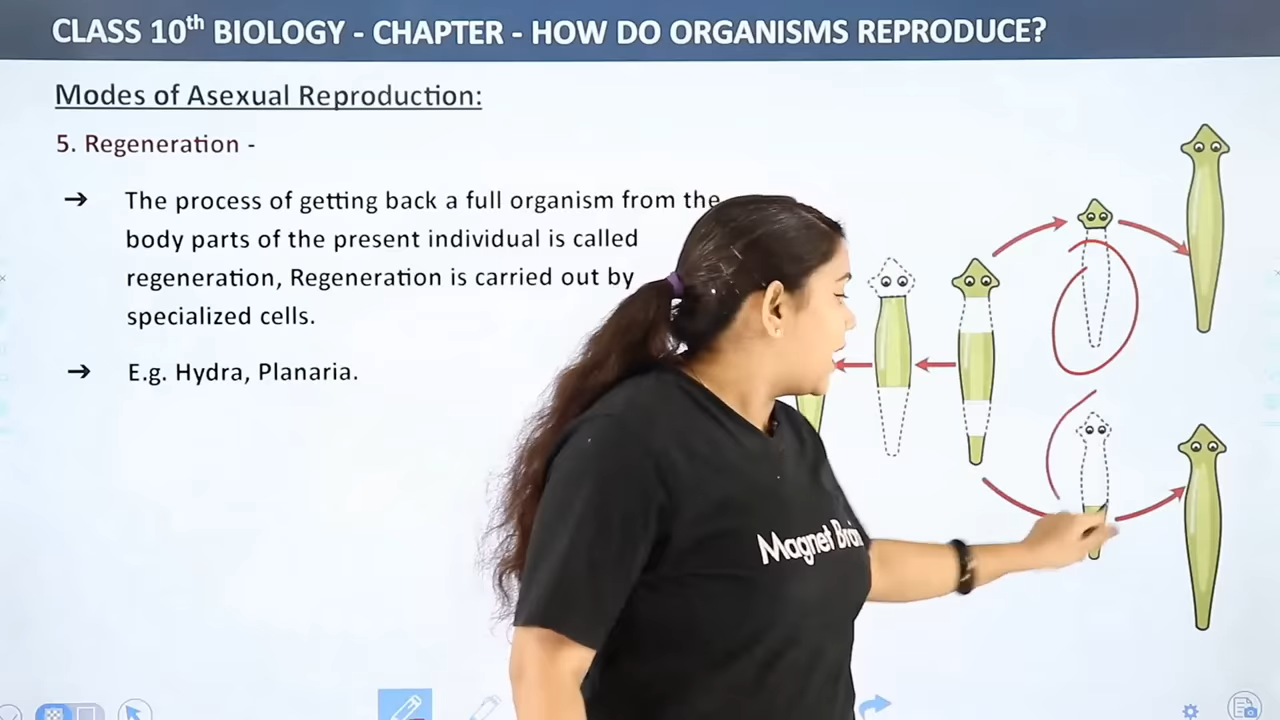 CLASS 10th BIOLOGY - CHAPTER - HOW DO ORGANISMS REPRODUCE?
Modes of Asexual Reproduction:
5. Regeneration -
➔ The process of getting back a full organism from the
body parts of the present individual is called
regeneration, Regeneration is carried out by
specialized cells.
➔ E.g. Hydra, Planaria.
Magnet Brain